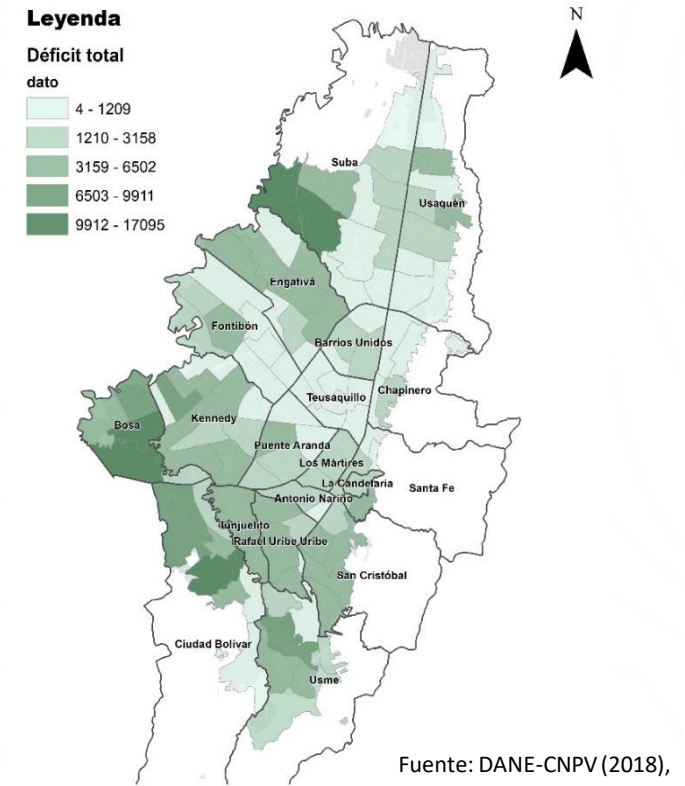 Leyenda
Déficit total
dato
4 - 1209
1210 - 3158
3159 - 6502
6503 - 9911
9912 - 17095
N
Suba
Usaquén
Engativá
Fontibón
Barrios Unidos
Chapinero
Teusaquillo
Kennedy
Bosa
Puente Aranda
Los Mártires
La Candelaria
Santa Fe
Antonio Nariño
Tunjuelito
Rafael Uribe Uribe
San Cristóbal
Ciudad Bolívar
Usme
Fuente: DANE-CNPV (2018),